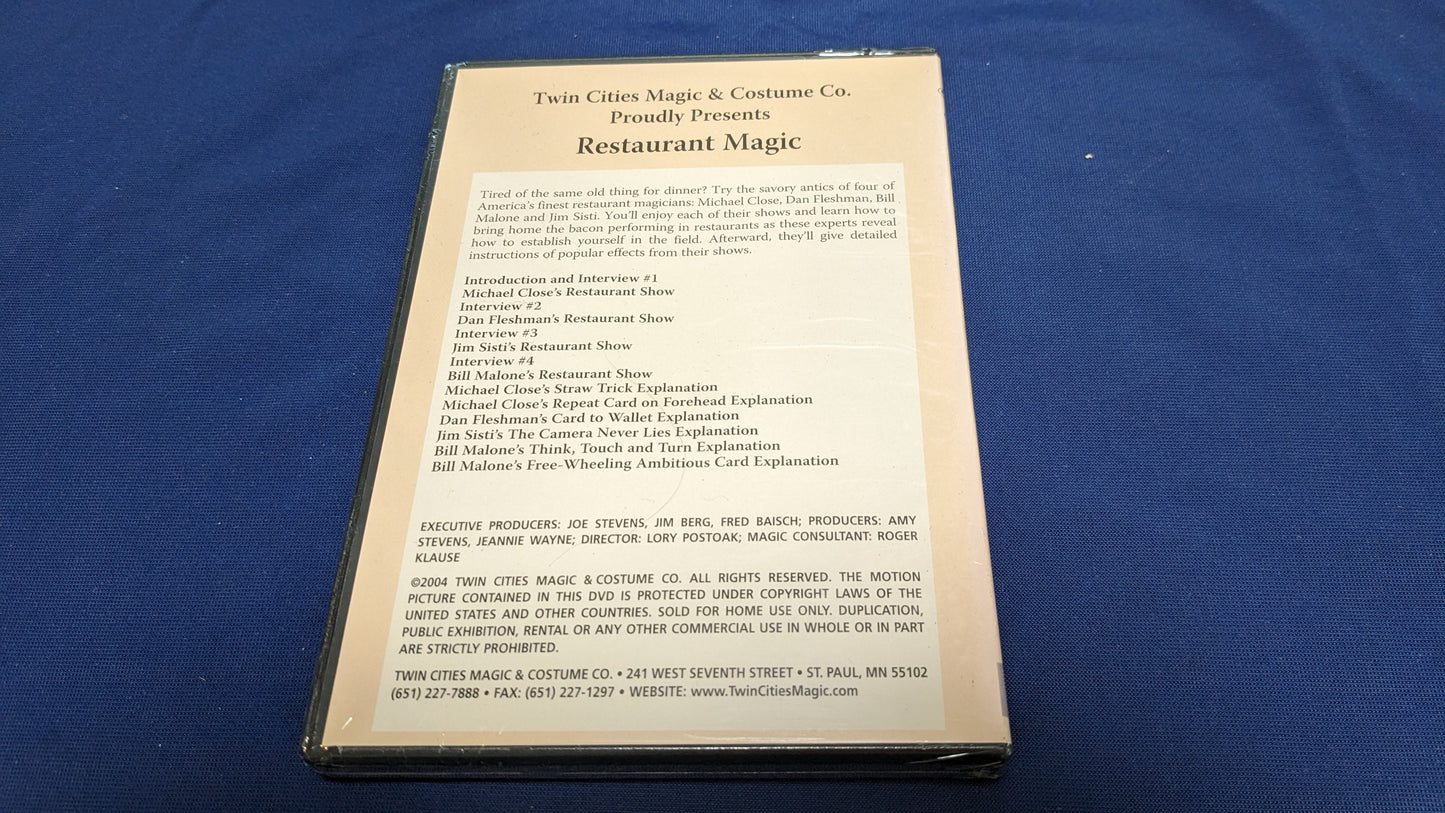 Twin Cities Magic & Costume Co.
Proudly Presents
Restaurant Magic
Tired of the same old thing for dinner? Try the savory antics of four of
America's finest restaurant magicians: Michael Close, Dan Fleshman, Bill
Malone and Jim Sisti. You'll enjoy each of their shows and learn how to
bring home the bacon performing in restaurants as these experts reveal
how to establish yourself in the field. Afterward, they'll give detailed
instructions of popular effects from their shows.
Introduction and Interview #1
Michael Close's Restaurant Show
Interview #2
Dan Fleshman's Restaurant Show
Interview #3
Jim Sisti's Restaurant Show
Interview #4
Bill Malone's Restaurant Show
Michael Close's Straw Trick Explanation
Michael Close's Repeat Card on Forehead Explanation
Dan Fleshman's Card to Wallet Explanation
Jim Sisti's The Camera Never Lies Explanation
Bill Malone's Think, Touch and Turn Explanation
Bill Malone's Free-Wheeling Ambitious Card Explanation
EXECUTIVE PRODUCERS: JOE STEVENS, JIM BERG, FRED BAISCH; PRODUCERS: AMY
STEVENS, JEANNIE WAYNE; DIRECTOR: LORY POSTOAK; MAGIC CONSULTANT: ROGER
KLAUSE
©2004 TWIN CITIES MAGIC & COSTUME CO. ALL RIGHTS RESERVED. THE MOTION
PICTURE CONTAINED IN THIS DVD IS PROTECTED UNDER COPYRIGHT LAWS OF THE
UNITED STATES AND OTHER COUNTRIES. SOLD FOR HOME USE ONLY. DUPLICATION,
PUBLIC EXHIBITION, RENTAL OR ANY OTHER COMMERCIAL USE IN WHOLE OR IN PART
ARE STRICTLY PROHIBITED.
TWIN CITIES MAGIC & COSTUME CO. • 241 WEST SEVENTH STREET • ST. PAUL, MN 55102
(651) 227-7888 • FAX: (651) 227-1297 • WEBSITE: www.TwinCitiesMagic.com